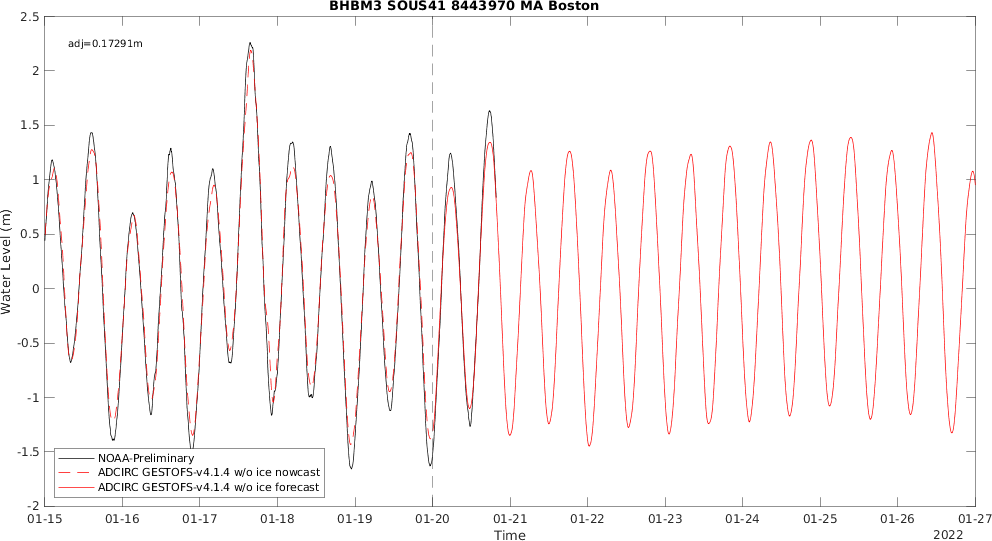 BHBM3 SOUS41 8443970 MA Boston
adj=0.17291m
2.5
2
1.5
1
0.5
0
-0.5
-1
-1.5
-2
Water Level (m)
NOAA-Preliminary
ADCIRC GESTOFS-v4.1.4 w/o ice nowcast
ADCIRC GESTOFS-v4.1.4 w/o ice forecast
01-15 01-16 01-17 01-18 01-19 01-20 01-21 01-22 01-23 01-24 01-25 01-26 01-27
Time
2022